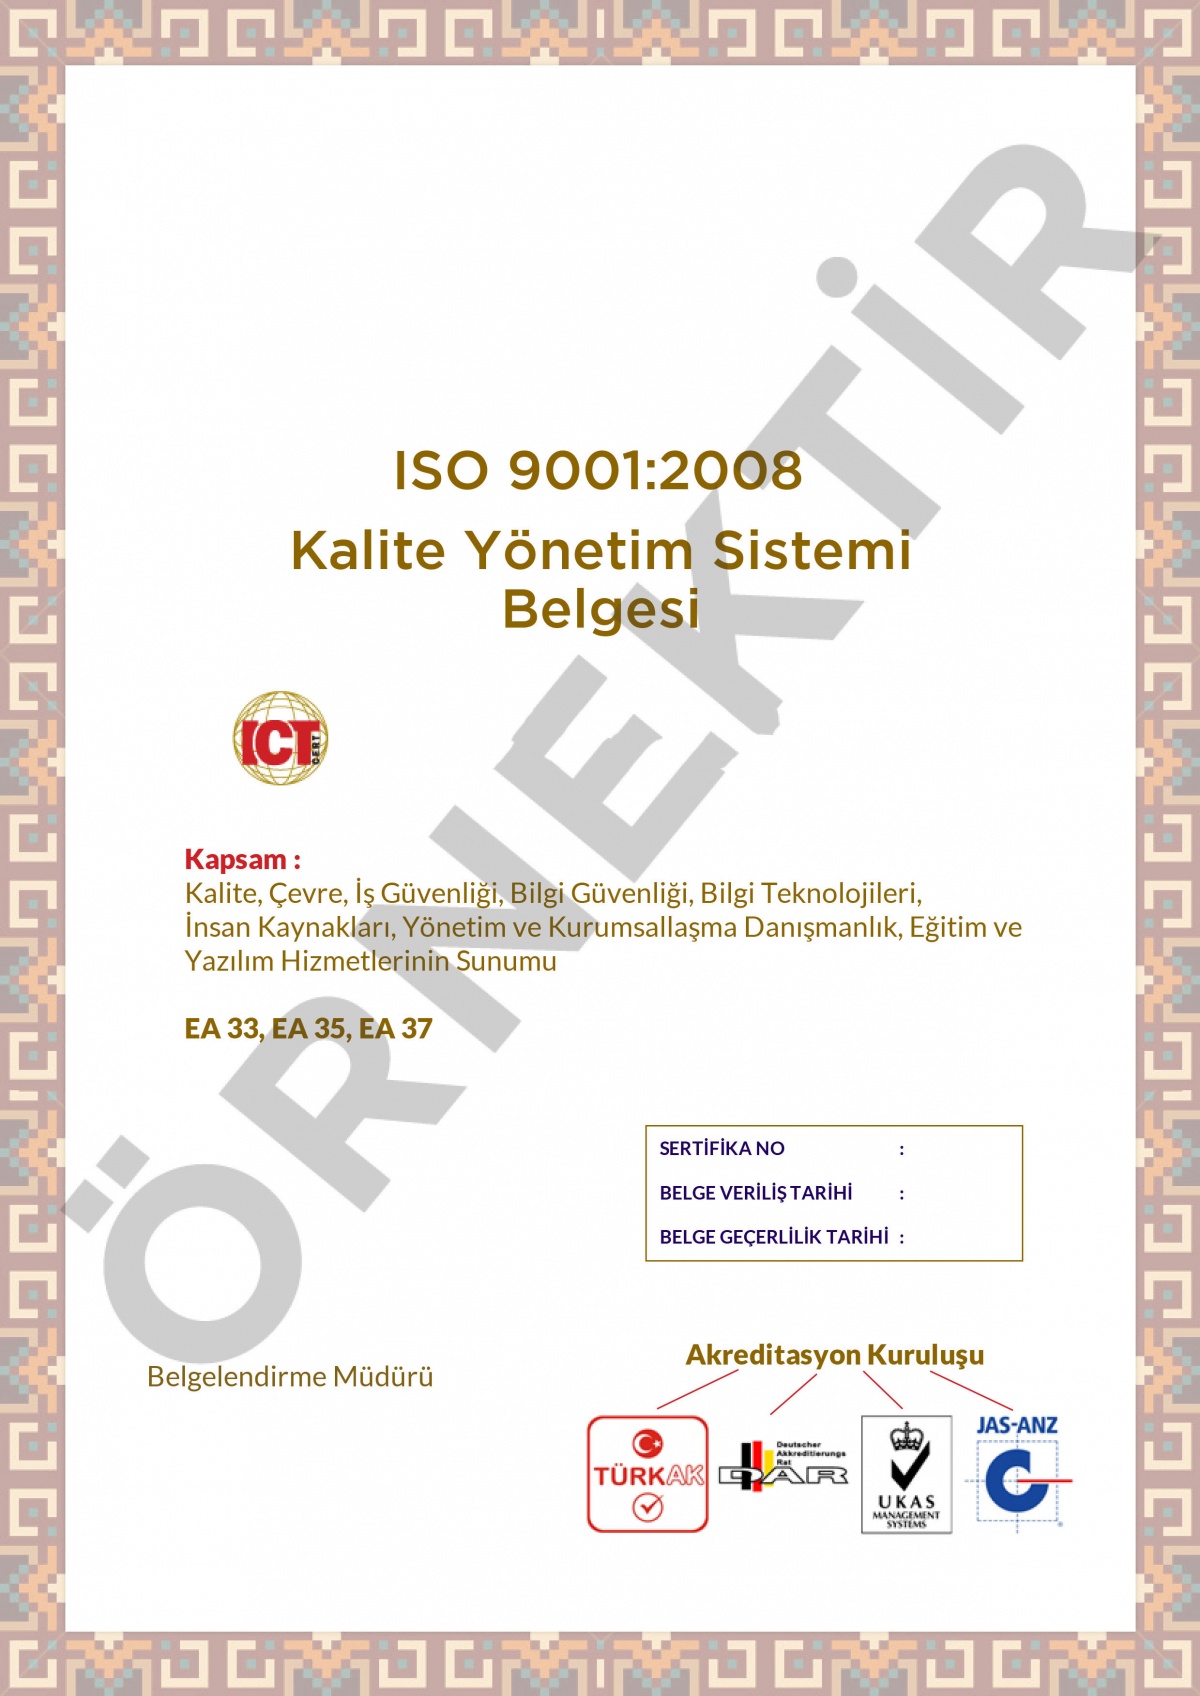 ISO 9001:2008
Kalite Yönetim Sistemi
Belgesi
ICT
CERT
Kapsam :
Kalite, Çevre, İş Güvenliği, Bilgi Güvenliği, Bilgi Teknolojileri,
İnsan Kaynakları, Yönetim ve Kurumsallaşma Danışmanlık, Eğitim ve
Yazılım Hizmetlerinin Sunumu
EA 33, EA 35, EA 37
ÖRNEKTİR
SERTİFİKA NO :
BELGE VERİLİŞ TARİHİ :
BELGE GEÇERLİLİK TARİHİ :
Belgelendirme Müdürü
Akreditasyon Kuruluşu
TÜRKAK
Deutscher
Akkreditierungs
Rat
DAR
UKAS
MANAGEMENT
SYSTEMS
JAS-ANZ